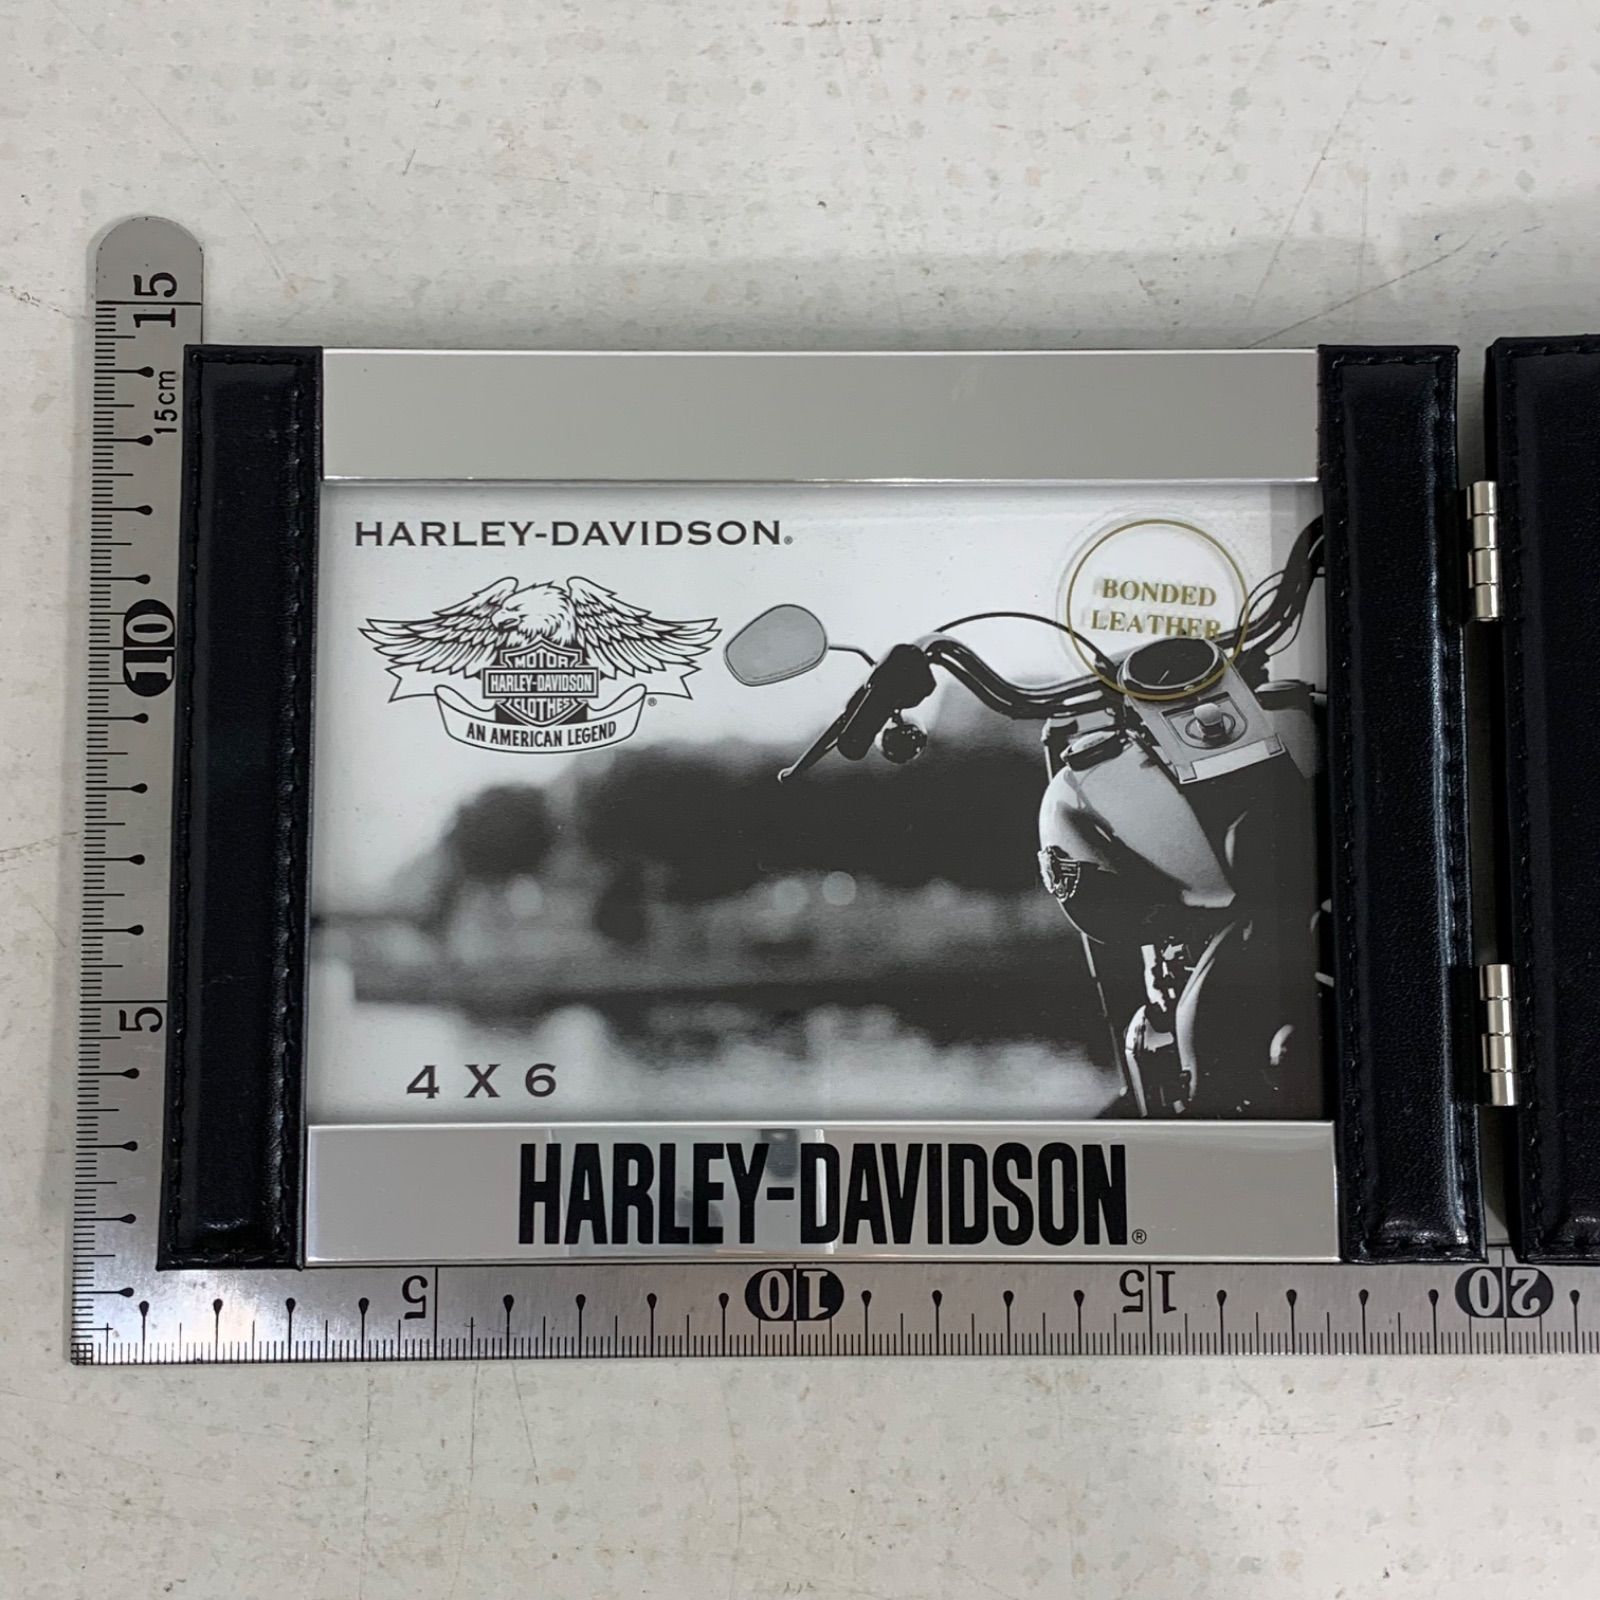 HARLEY-DAVIDSON®
BONDED
LEATHER
MOTOR
HARLEY-DAVIDSON
CLOTHES
®
AN AMERICAN LEGEND
4 X 6
HARLEY-DAVIDSON®
15
15cm
10
5
5
10
15
20